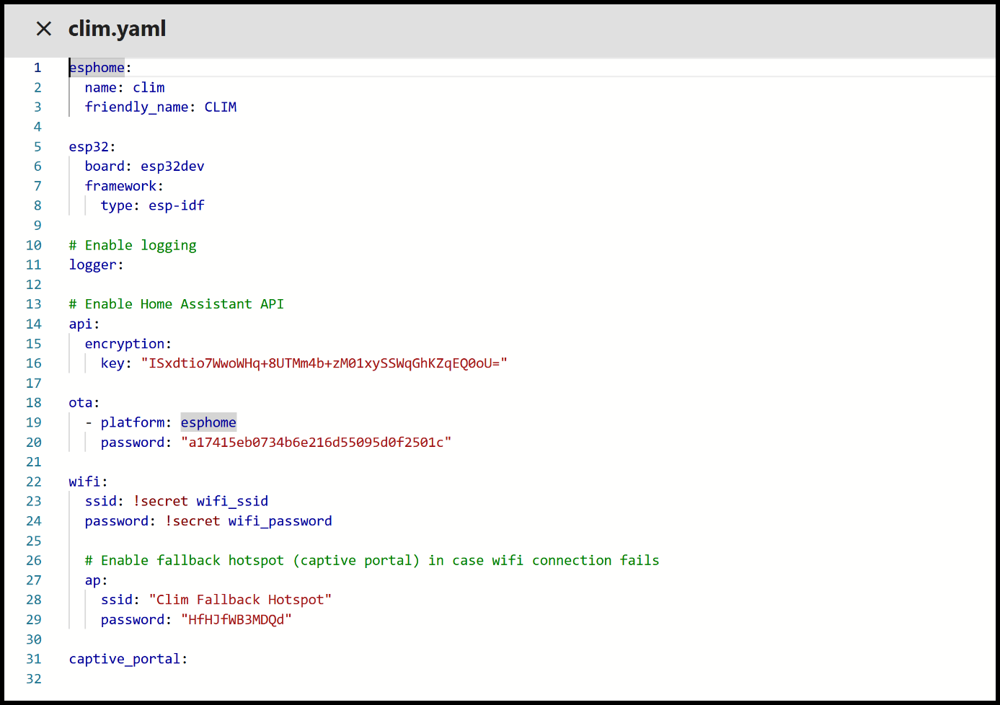 clim.yaml
1 esphome:
2   name: clim
3   friendly_name: CLIM
4
5 esp32:
6   board: esp32dev
7   framework:
8     type: esp-idf
9
10 # Enable logging
11 logger:
12
13 # Enable Home Assistant API
14 api:
15   encryption:
16     key: "ISxdtio7WwoWHq+8UTMm4b+zM01xySSWqGhKZqEQ0oU="
17
18 ota:
19   - platform: esphome
20     password: "a17415eb0734b6e216d55095d0f2501c"
21
22 wifi:
23   ssid: !secret wifi_ssid
24   password: !secret wifi_password
25
26   # Enable fallback hotspot (captive portal) in case wifi connection fails
27   ap:
28     ssid: "Clim Fallback Hotspot"
29     password: "HfHJfWB3MDQd"
30
31 captive_portal:
32